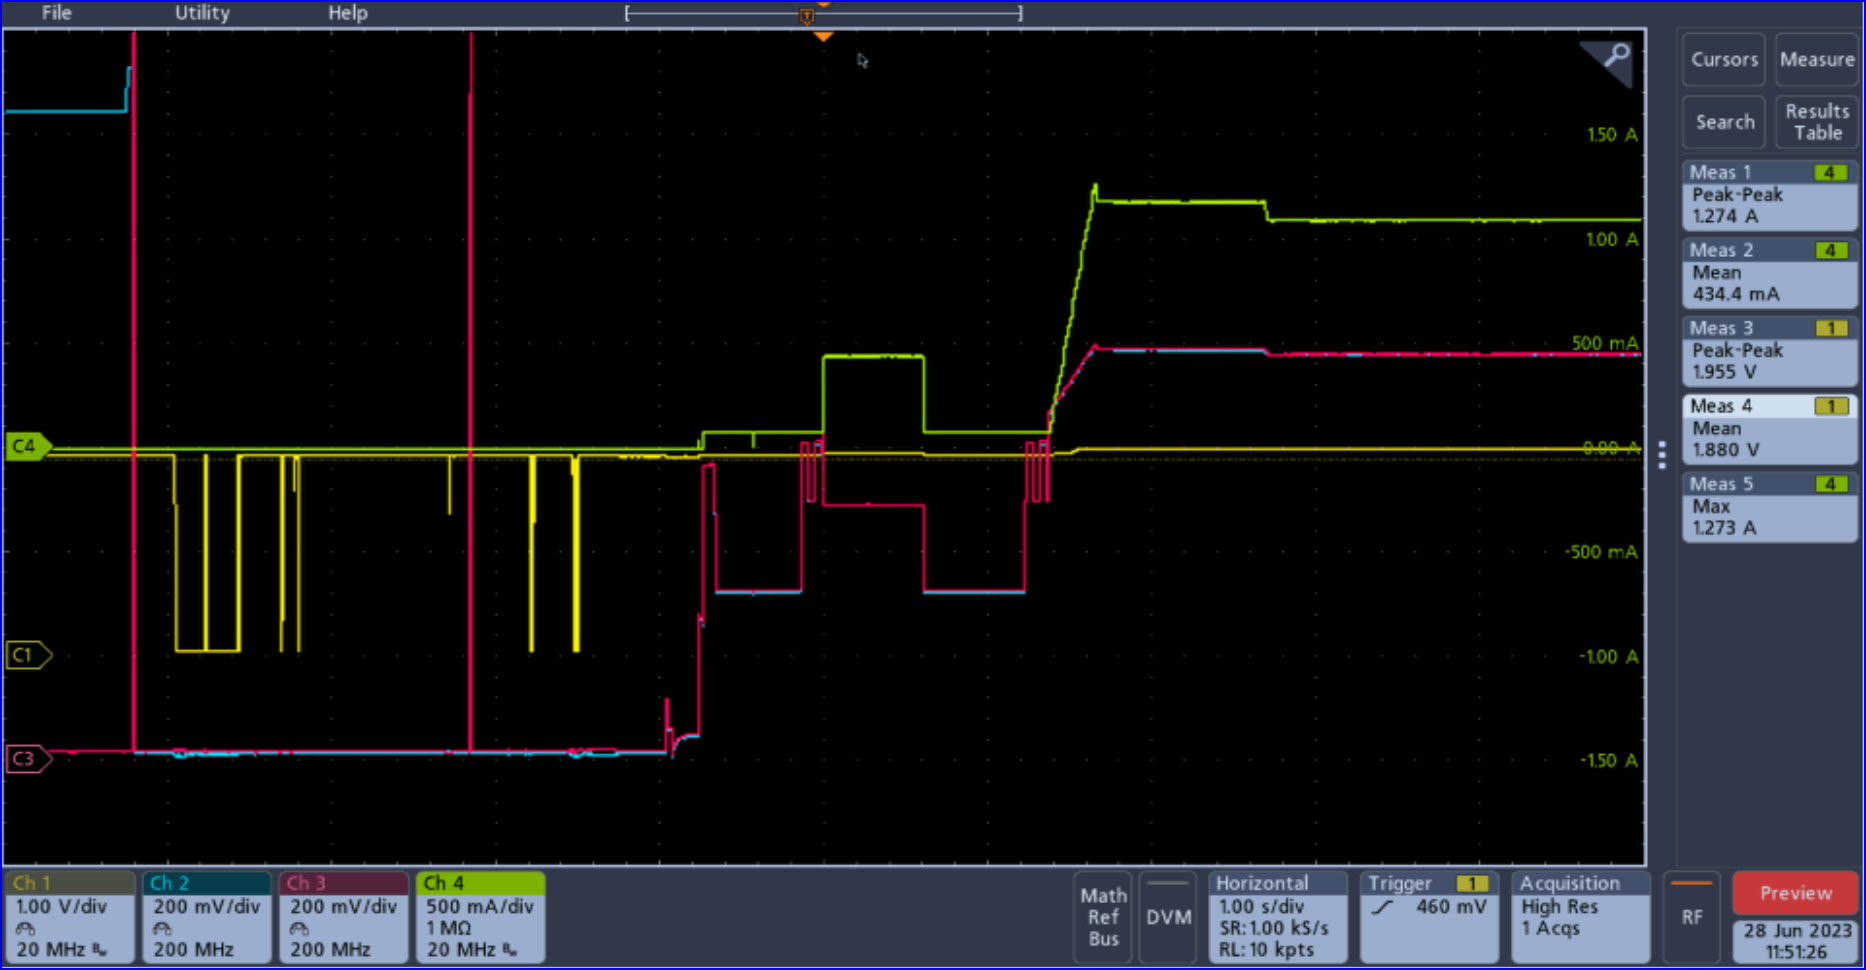 File Utility Help
T
Cursors Measure
Search Results Table
1.50 A
1.00 A
500 mA
0.00 A
-500 mA
-1.00 A
-1.50 A
C4
C1
C3
Meas 1 4
Peak-Peak
1.274 A
Meas 2 4
Mean
434.4 mA
Meas 3 1
Peak-Peak
1.955 V
Meas 4 1
Mean
1.880 V
Meas 5 4
Max
1.273 A
Ch 1
1.00 V/div
20 MHz Bw
Ch 2
200 mV/div
200 MHz
Ch 3
200 mV/div
200 MHz
Ch 4
500 mA/div
1 MΩ
20 MHz Bw
Math
Ref
Bus
DVM
Horizontal
1.00 s/div
SR: 1.00 kS/s
RL: 10 kpts
Trigger 1
460 mV
Acquisition
High Res
1 Acqs
RF
Preview
28 Jun 2023
11:51:26